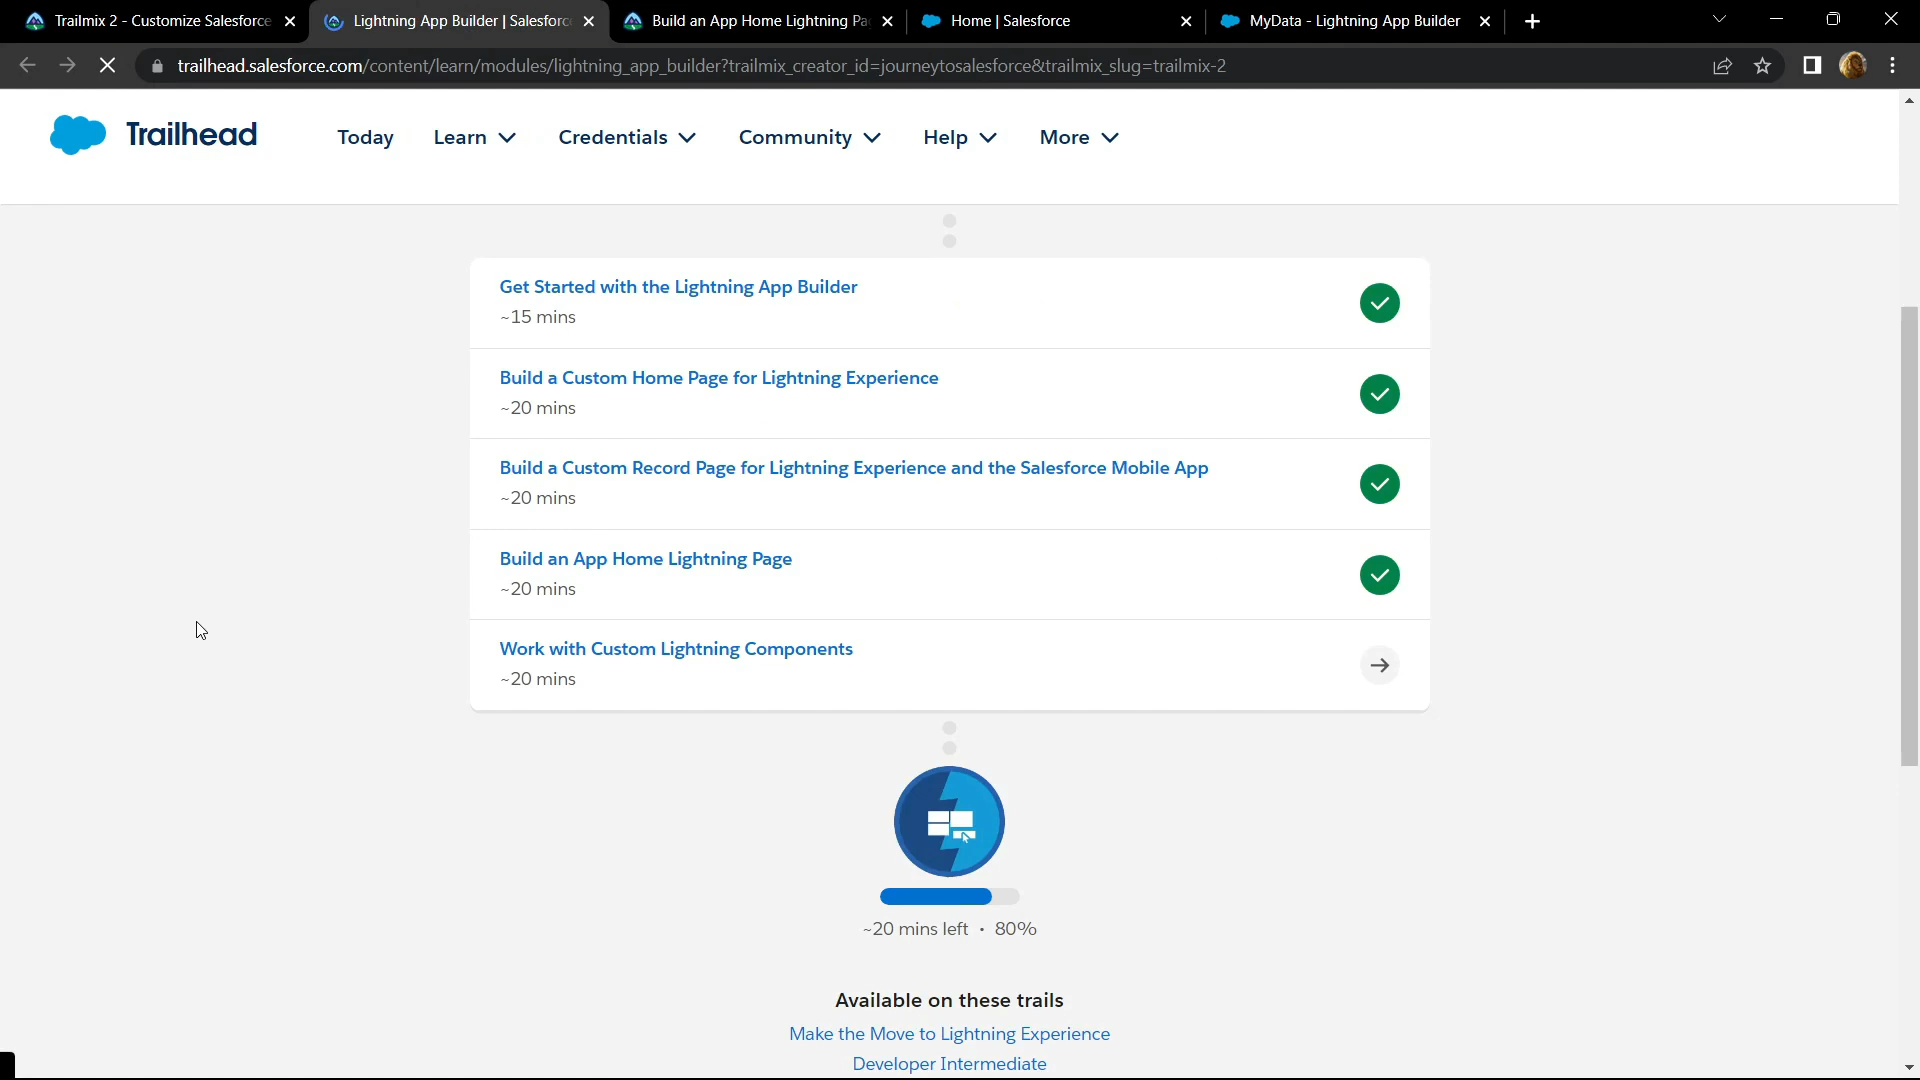 Trailmix 2 - Customize Salesforce
Lightning App Builder | Salesforc
Build an App Home Lightning Pa
Home | Salesforce
MyData - Lightning App Builder
trailhead.salesforce.com/content/learn/modules/lightning_app_builder?trailmix_creator_id=journeytosalesforce&trailmix_slug=trailmix-2
Trailhead
Today
Learn
Credentials
Community
Help
More
Get Started with the Lightning App Builder
~15 mins
Build a Custom Home Page for Lightning Experience
~20 mins
Build a Custom Record Page for Lightning Experience and the Salesforce Mobile App
~20 mins
Build an App Home Lightning Page
~20 mins
Work with Custom Lightning Components
~20 mins
~20 mins left • 80%
Available on these trails
Make the Move to Lightning Experience
Developer Intermediate